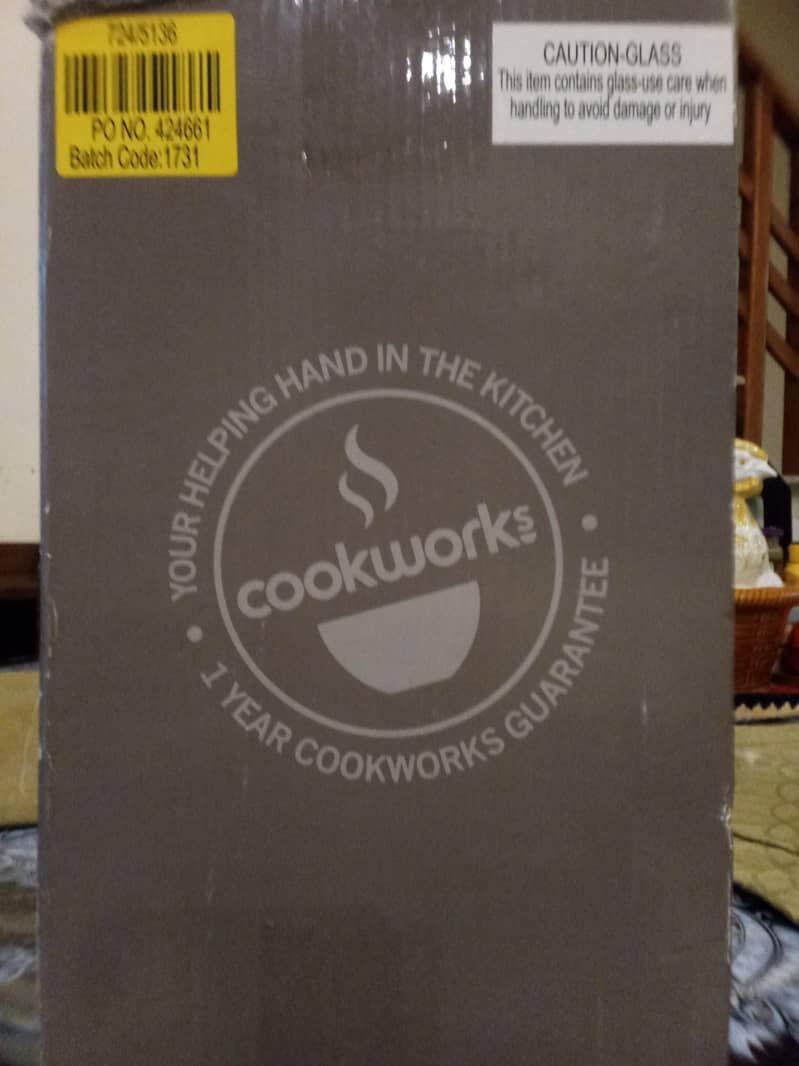 724/5136
PO NO. 424661
Batch Code:1731
CAUTION-GLASS
This item contains glass-use care when
handling to avoid damage or injury
YOUR HELPING HAND IN THE KITCHEN
cookworks
• 1 YEAR COOKWORKS GUARANTEE •